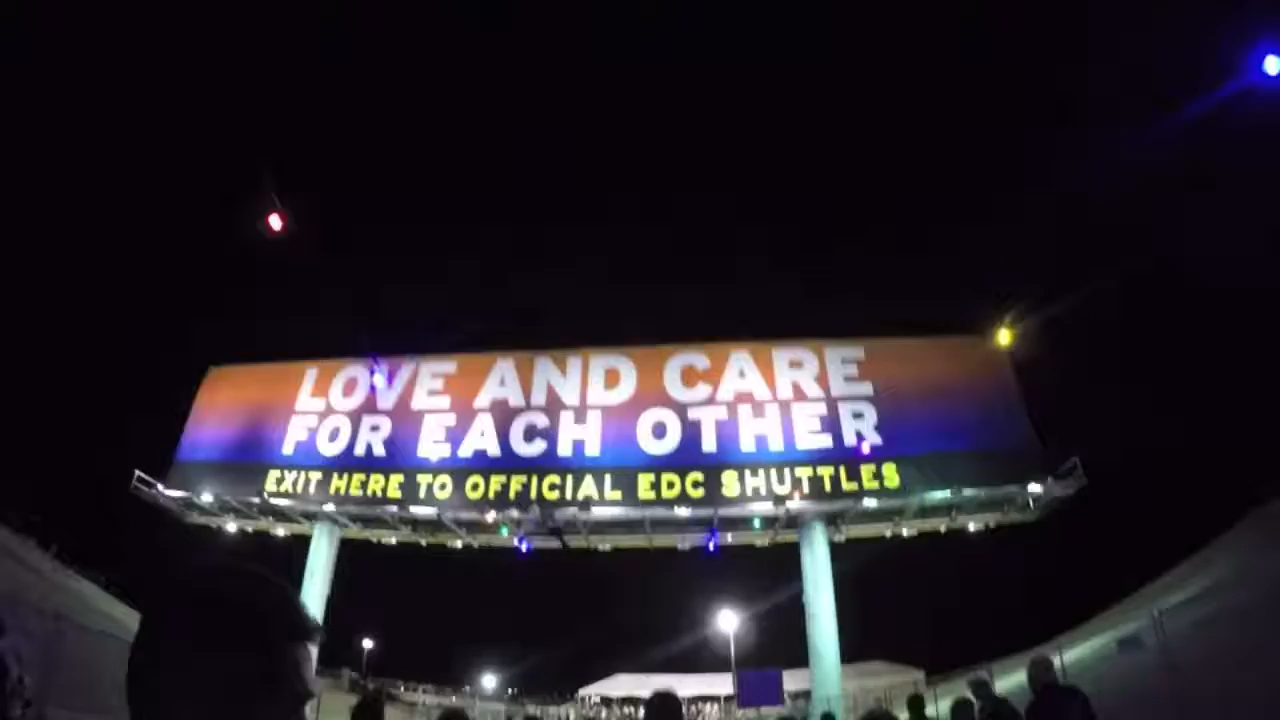 LOVE AND CARE
FOR EACH OTHER
EXIT HERE TO OFFICIAL EDC SHUTTLES